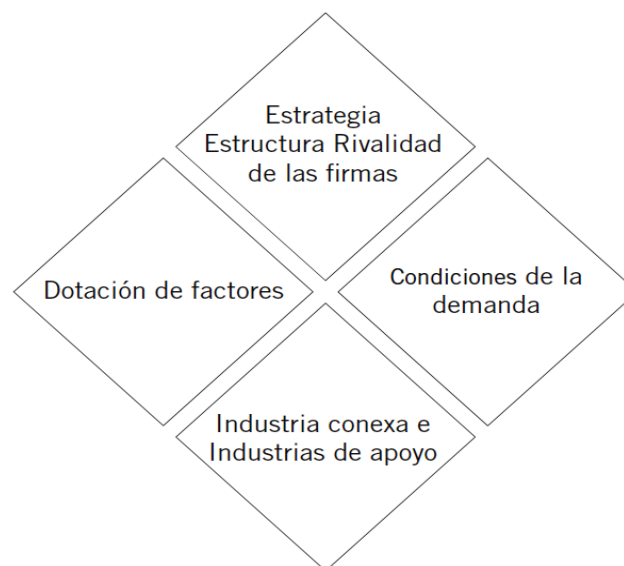 Estrategia
Estructura Rivalidad
de las firmas
Dotación de factores
Condiciones de la
demanda
Industria conexa e
Industrias de apoyo